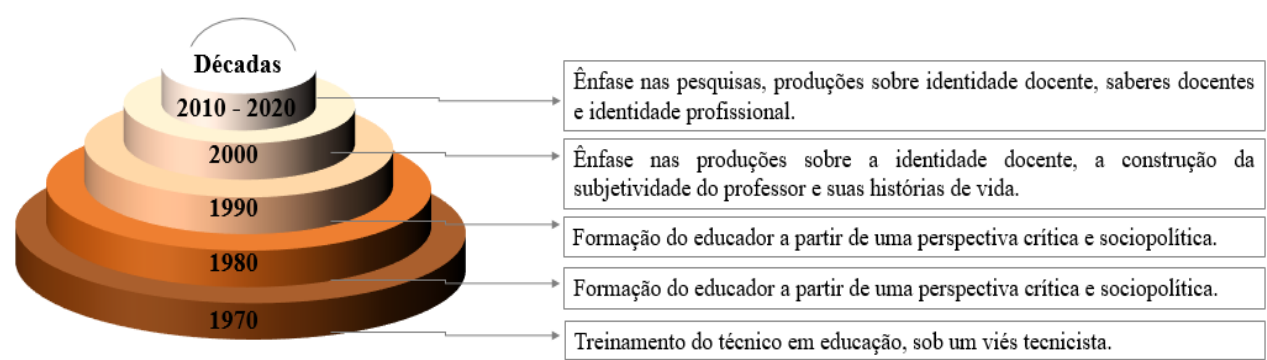 Décadas
2010 - 2020
2000
1990
1980
1970
Ênfase nas pesquisas, produções sobre identidade docente, saberes docentes
e identidade profissional.
Ênfase nas produções sobre a identidade docente, a construção da
subjetividade do professor e suas histórias de vida.
Formação do educador a partir de uma perspectiva crítica e sociopolítica.
Formação do educador a partir de uma perspectiva crítica e sociopolítica.
Treinamento do técnico em educação, sob um viés tecnicista.